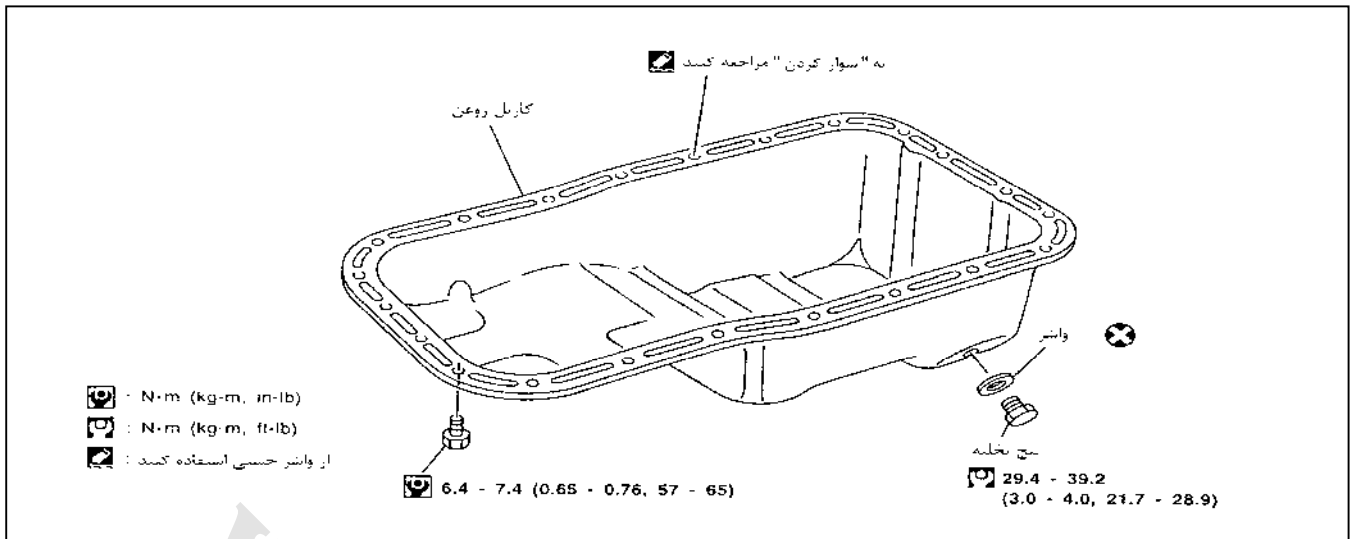 به "سوار کردن" مراجعه کنید
کارتل روغن
واشر
: N·m (kg-m, in-lb)
: N·m (kg-m, ft-lb)
از واشر چسبی استفاده کنید :
6.4 - 7.4 (0.65 - 0.76, 57 - 65)
پیچ تخلیه
29.4 - 39.2
(3.0 - 4.0, 21.7 - 28.9)